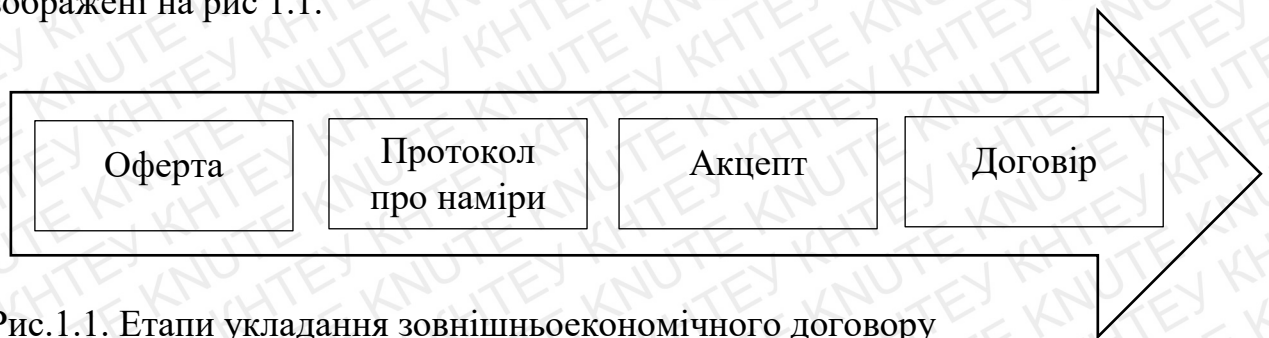 зображені на рис 1.1.
Оферта
Протокол
про наміри
Акцепт
Договір
Рис.1.1. Етапи укладання зовнішньоекономічного договору